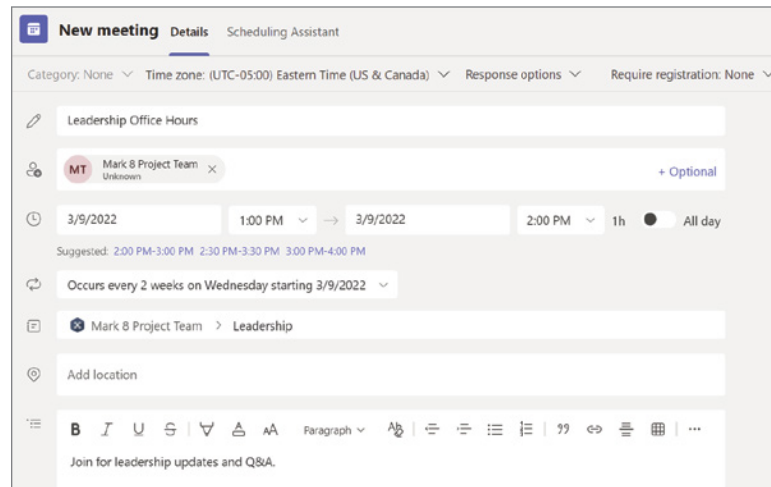 New meeting Details Scheduling Assistant
Category: None Time zone: (UTC-05:00) Eastern Time (US & Canada) Response options Require registration: None
Leadership Office Hours
MT Mark 8 Project Team
Unknown
+ Optional
3/9/2022 1:00 PM → 3/9/2022 2:00 PM 1h All day
Suggested: 2:00 PM-3:00 PM 2:30 PM-3:30 PM 3:00 PM-4:00 PM
Occurs every 2 weeks on Wednesday starting 3/9/2022
Mark 8 Project Team > Leadership
Add location
B I U S A AA Paragraph Ab
Join for leadership updates and Q&A.